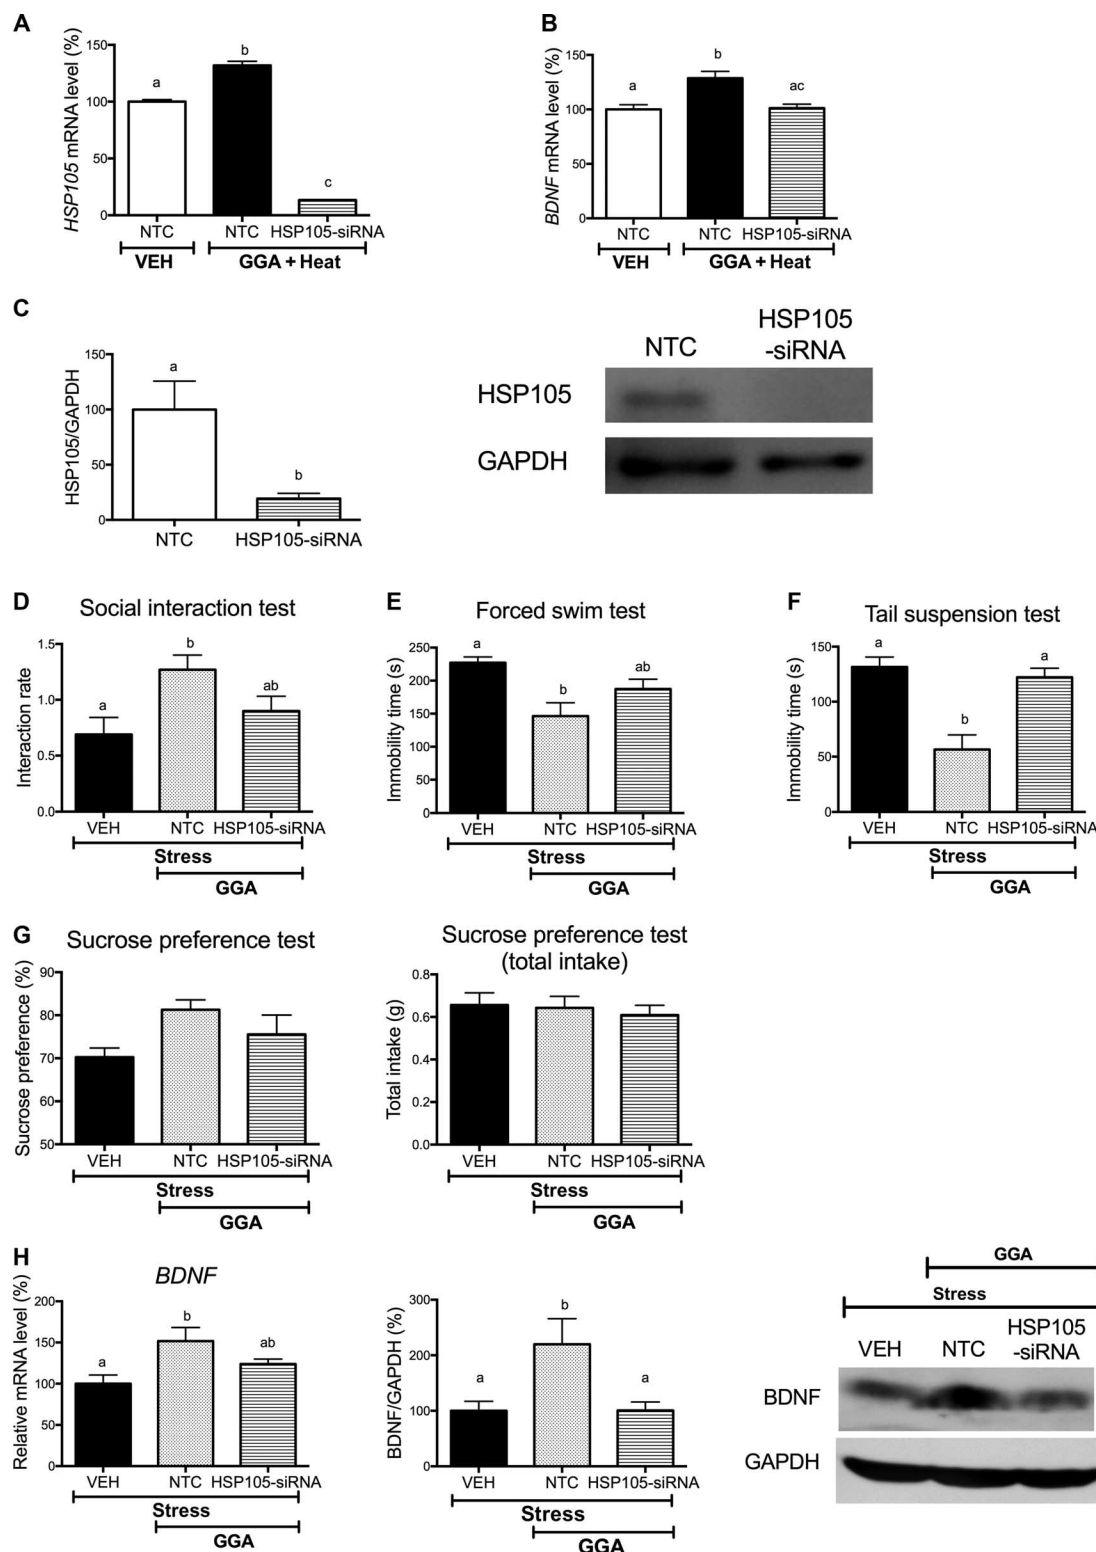 A
HSP105 mRNA level (%)
150
100
50
0
a
b
c
NTC
NTC
HSP105-siRNA
VEH
GGA + Heat
B
BDNF mRNA level (%)
150
100
50
0
a
b
ac
NTC
NTC
HSP105-siRNA
VEH
GGA + Heat
C
HSP105/GAPDH
150
100
50
0
a
b
NTC
HSP105-siRNA
NTC
HSP105
-siRNA
HSP105
GAPDH
D
Social interaction test
Interaction rate
1.5
1.0
0.5
0.0
a
b
ab
VEH
NTC
HSP105-siRNA
Stress
GGA
E
Forced swim test
Immobility time (s)
250
200
150
100
50
0
a
b
ab
VEH
NTC
HSP105-siRNA
Stress
GGA
F
Tail suspension test
Immobility time (s)
150
100
50
0
a
b
a
VEH
NTC
HSP105-siRNA
Stress
GGA
G
Sucrose preference test
Sucrose preference (%)
90
80
70
60
50
VEH
NTC
HSP105-siRNA
Stress
GGA
Sucrose preference test
(total intake)
Total intake (g)
0.8
0.6
0.4
0.2
0.0
VEH
NTC
HSP105-siRNA
Stress
GGA
H
BDNF
Relative mRNA level (%)
200
150
100
50
0
a
b
ab
VEH
NTC
HSP105-siRNA
Stress
GGA
BDNF/GAPDH (%)
300
200
100
0
a
b
a
VEH
NTC
HSP105-siRNA
Stress
GGA
GGA
Stress
VEH
NTC
HSP105
-siRNA
BDNF
GAPDH